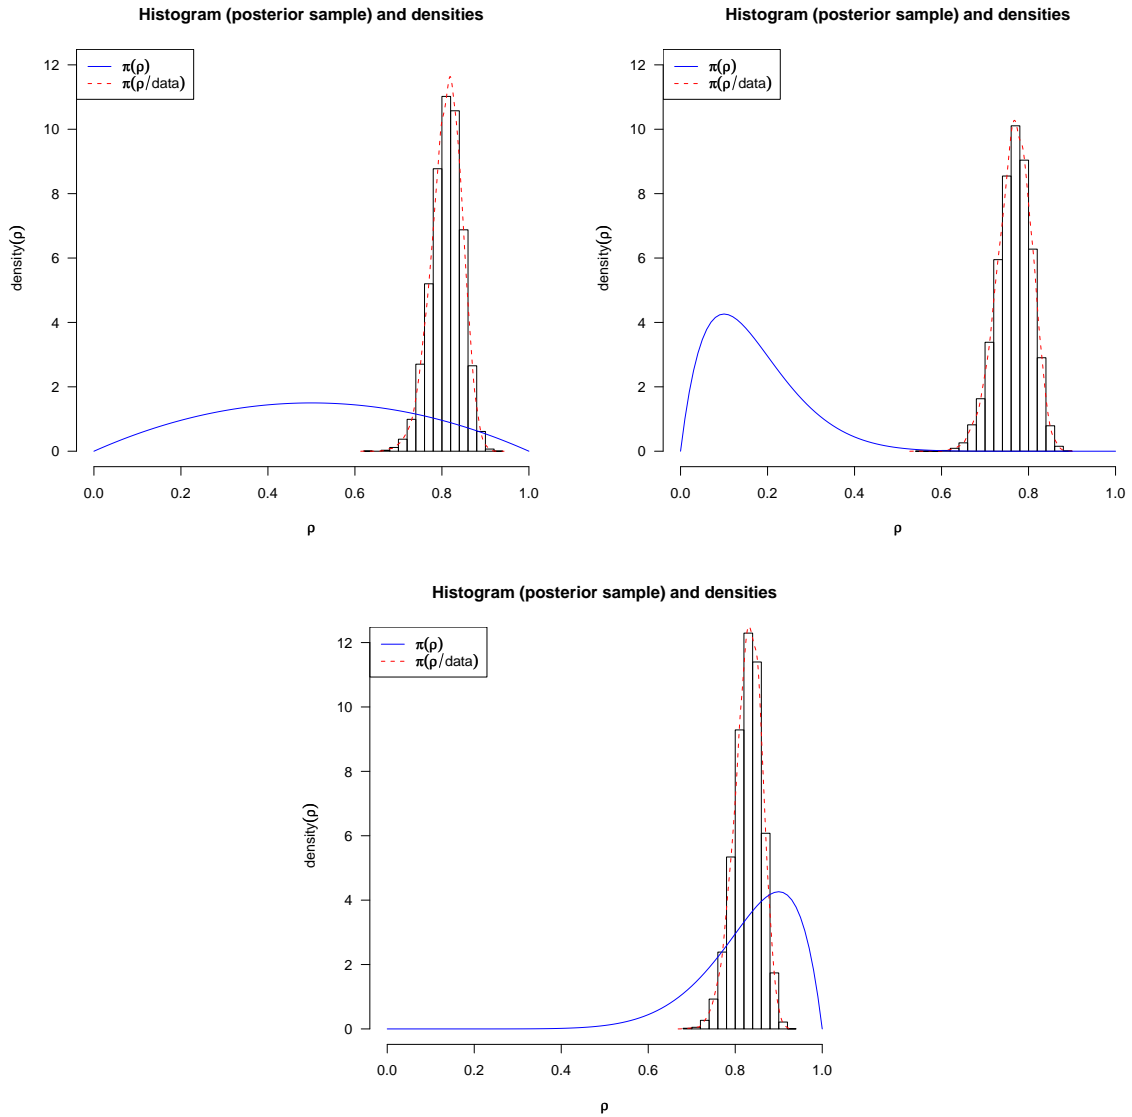 Histogram (posterior sample) and densities
π(ρ)
π(ρ/data)
density(ρ)
12
10
8
6
4
2
0
0.0 0.2 0.4 0.6 0.8 1.0
ρ
Histogram (posterior sample) and densities
π(ρ)
π(ρ/data)
density(ρ)
12
10
8
6
4
2
0
0.0 0.2 0.4 0.6 0.8 1.0
ρ
Histogram (posterior sample) and densities
π(ρ)
π(ρ/data)
density(ρ)
12
10
8
6
4
2
0
0.0 0.2 0.4 0.6 0.8 1.0
ρ